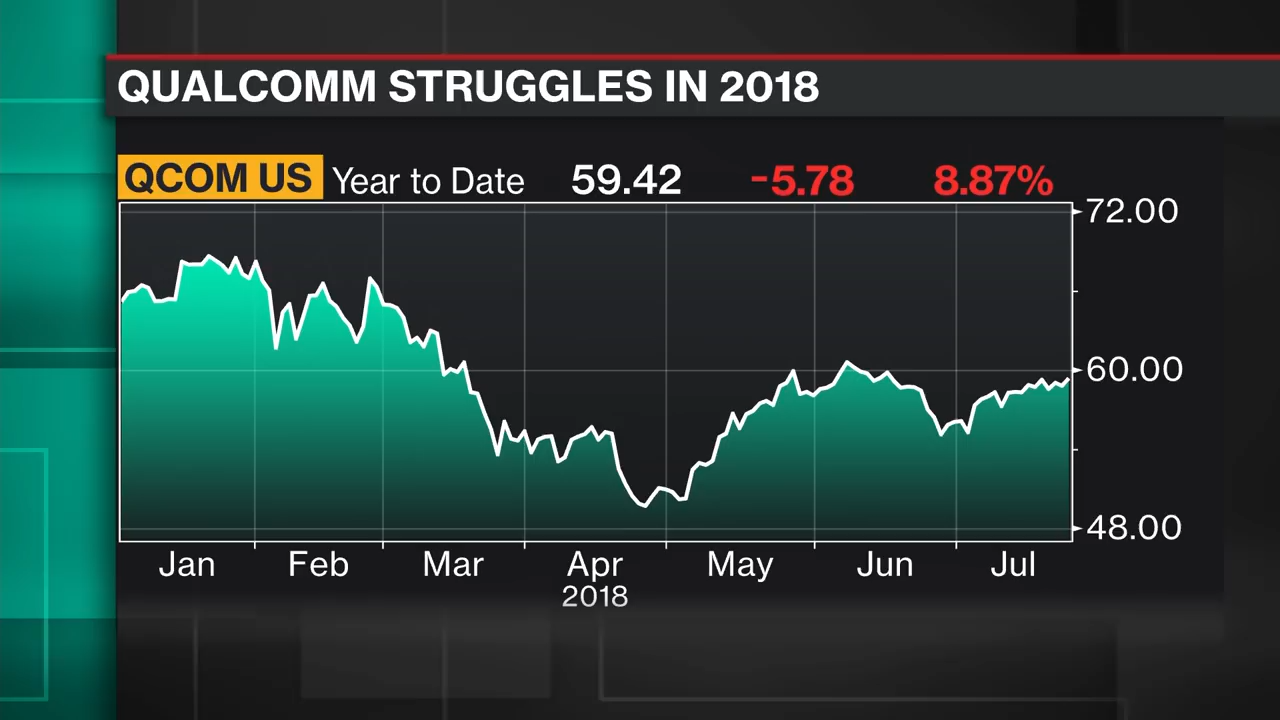 QUALCOMM STRUGGLES IN 2018
QCOM US Year to Date 59.42 -5.78 8.87%
72.00
60.00
48.00
Jan Feb Mar Apr May Jun Jul
2018